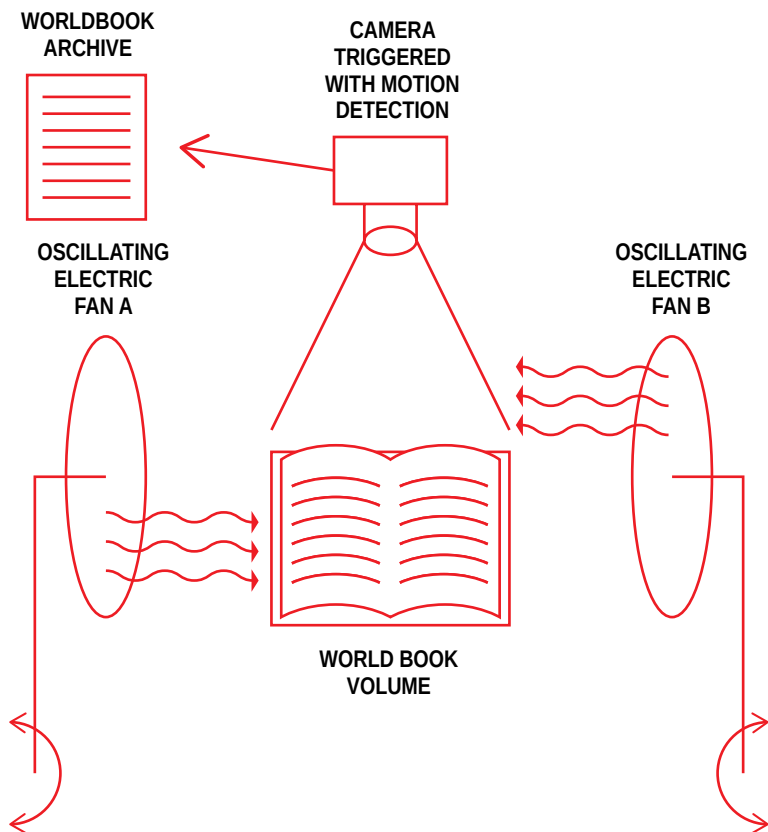 WORLDBOOK
ARCHIVE
CAMERA
TRIGGERED
WITH MOTION
DETECTION
OSCILLATING
ELECTRIC
FAN A
OSCILLATING
ELECTRIC
FAN B
WORLD BOOK
VOLUME